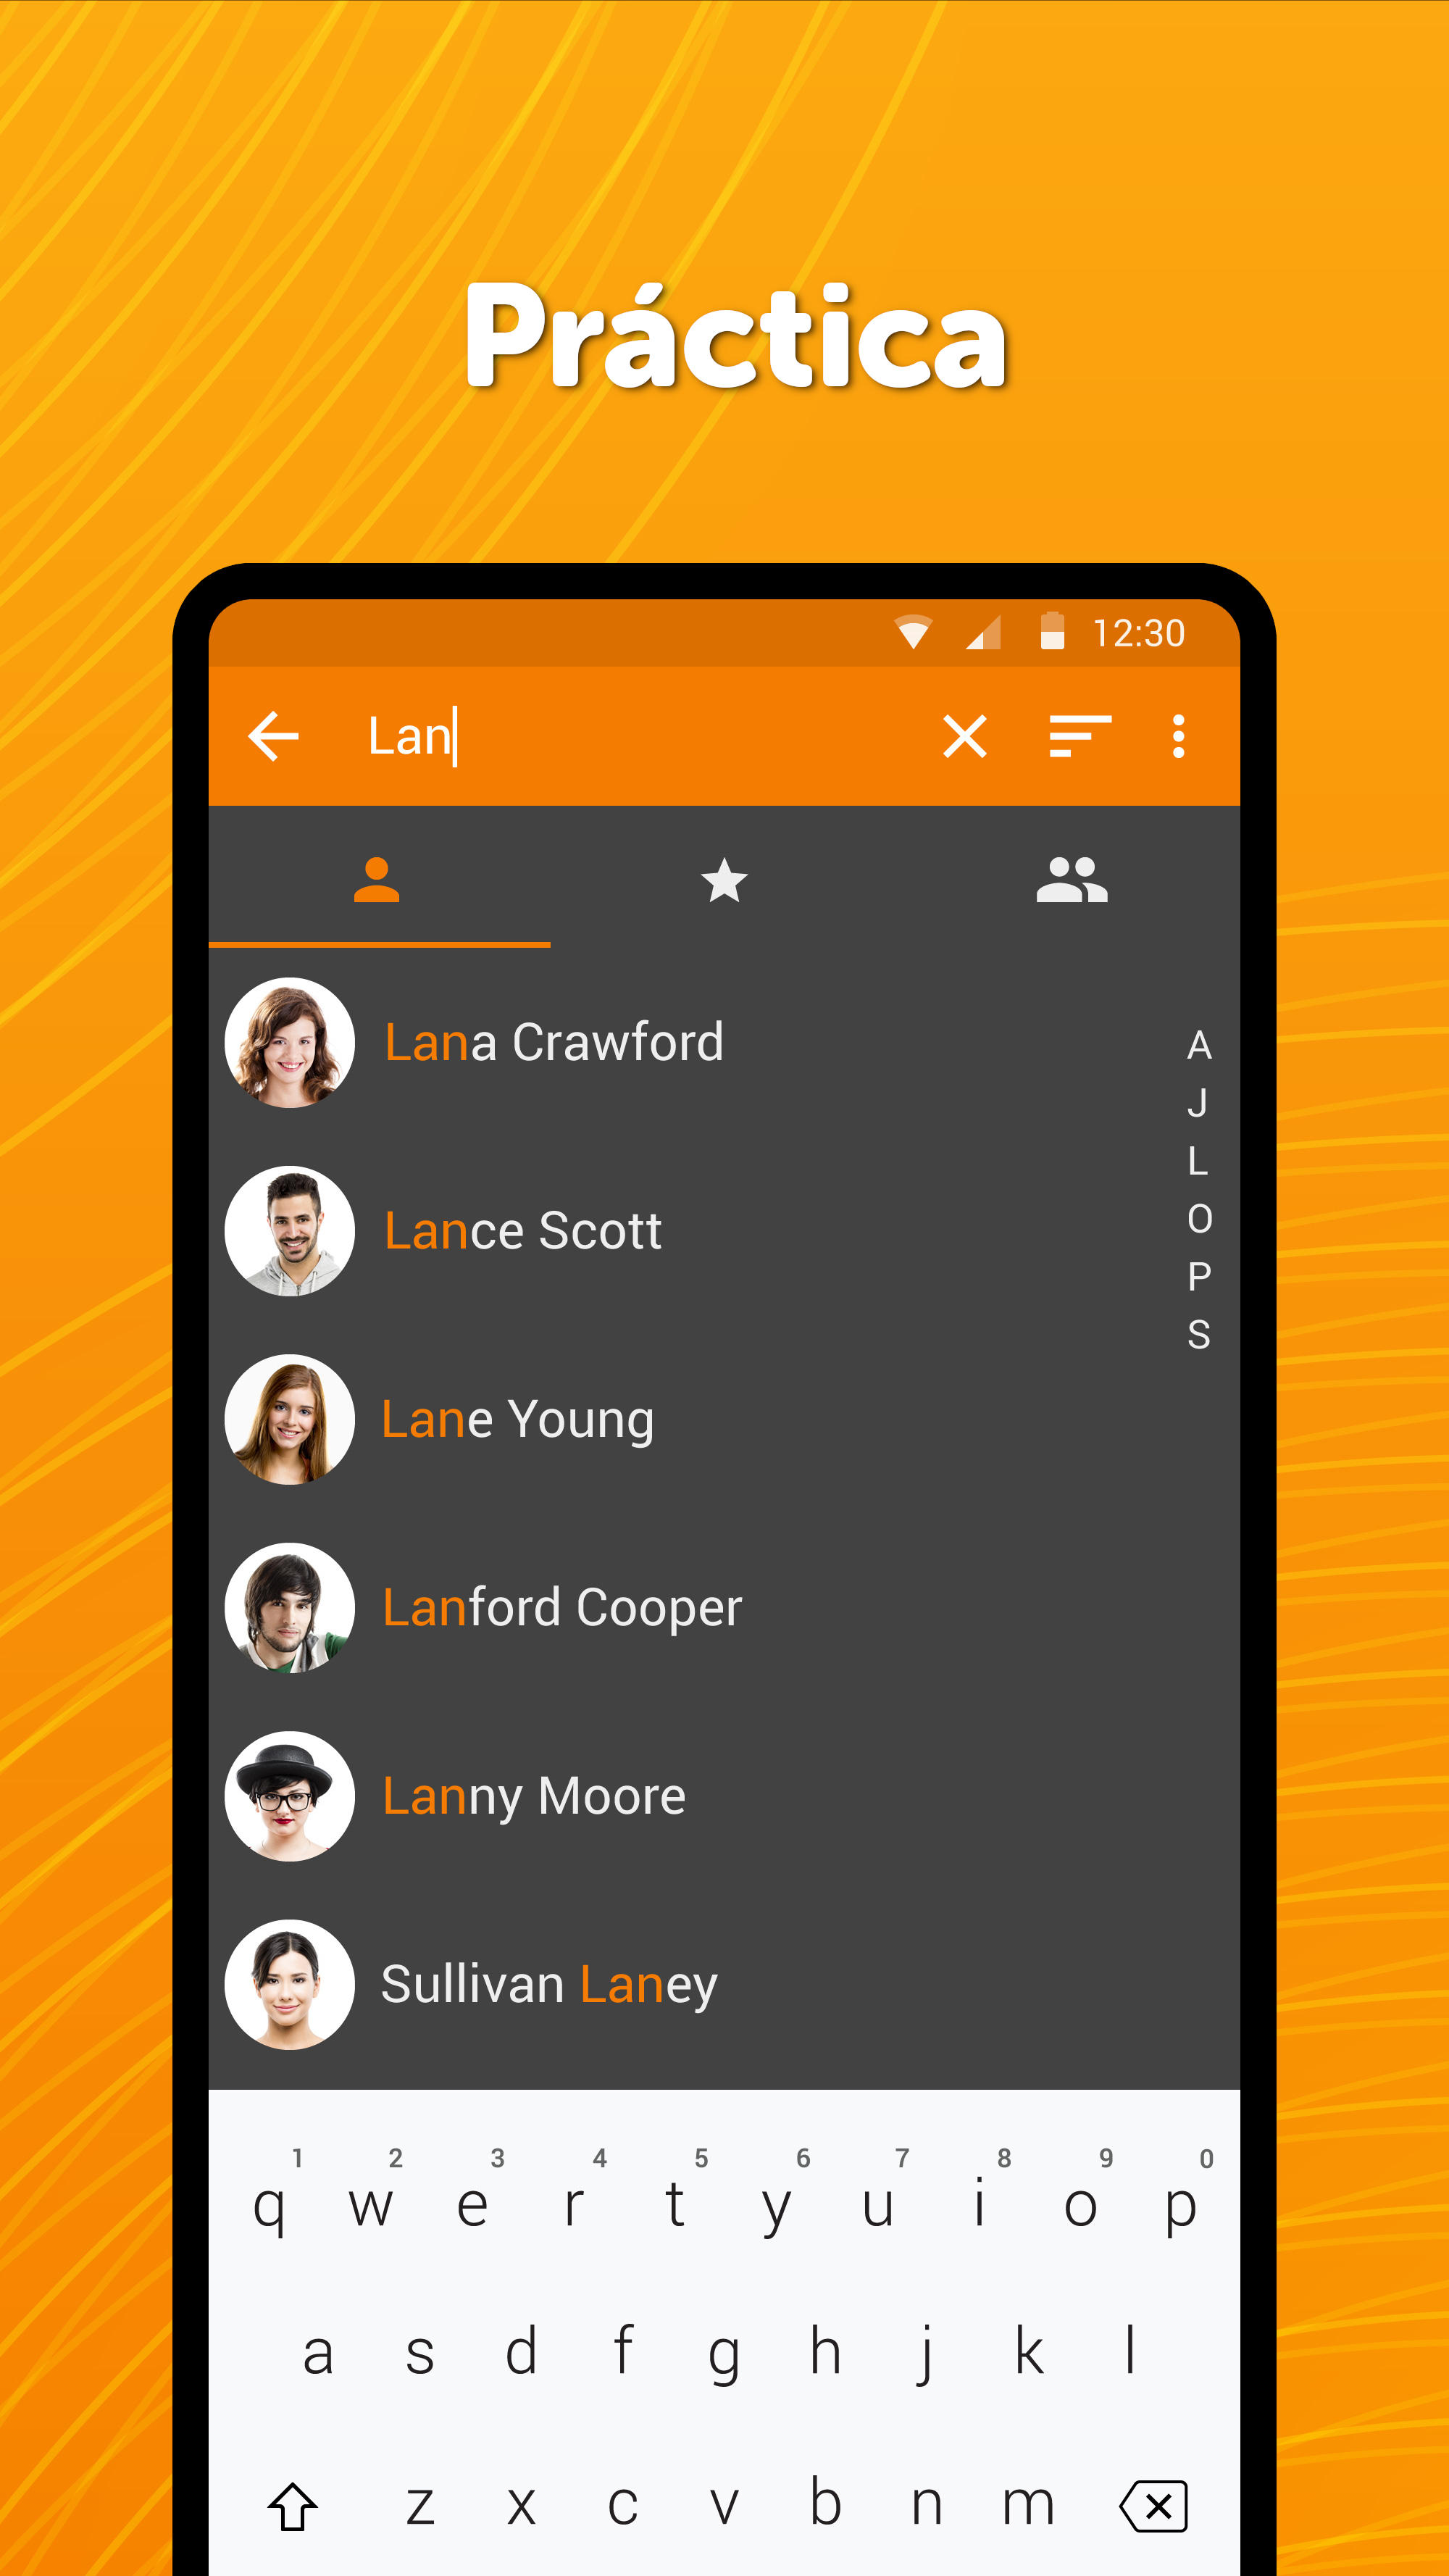 Práctica
12:30
Lan
Lana Crawford
Lance Scott
Lane Young
Lanford Cooper
Lanny Moore
Sullivan Laney
A
J
L
O
P
S
1 2 3 4 5 6 7 8 9 0
q w e r t y u i o p
a s d f g h j k l
z x c v b n m